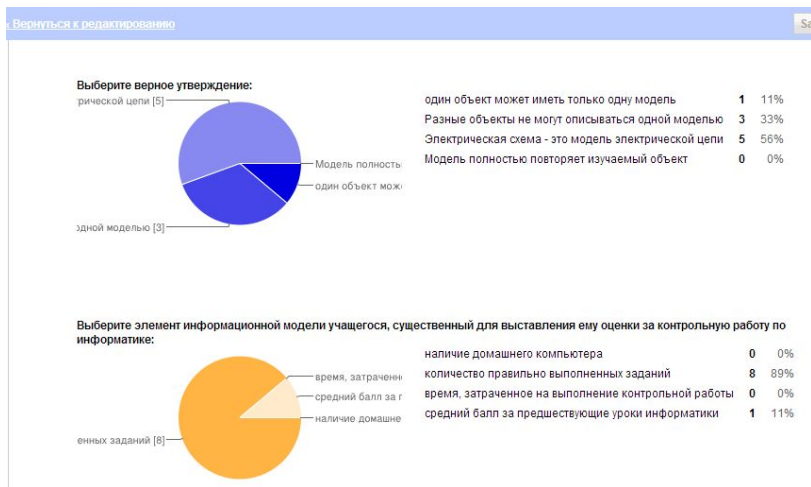 ‹ Вернуться к редактированию
Sa
Выберите верное утверждение:
рической цепи [5]
Модель полность
один объект мож
одной моделью [3]
один объект может иметь только одну модель 1 11%
Разные объекты не могут описываться одной моделью 3 33%
Электрическая схема - это модель электрической цепи 5 56%
Модель полностью повторяет изучаемый объект 0 0%
Выберите элемент информационной модели учащегося, существенный для выставления ему оценки за контрольную работу по
информатике:
время, затраченн
средний балл за п
наличие домашне
енных заданий [8]
наличие домашнего компьютера 0 0%
количество правильно выполненных заданий 8 89%
время, затраченное на выполнение контрольной работы 0 0%
средний балл за предшествующие уроки информатики 1 11%